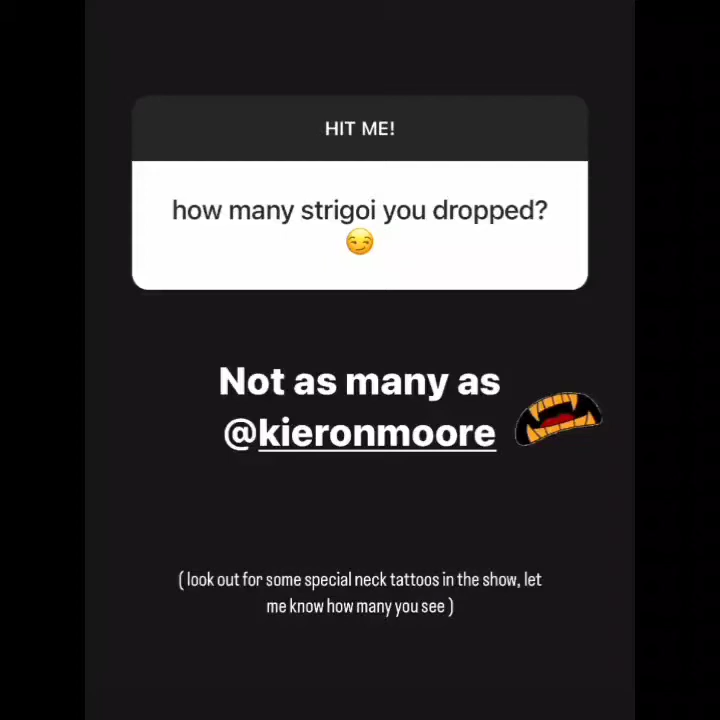 HIT ME!
how many strigoi you dropped?
😏
Not as many as
@kieronmoore
( look out for some special neck tattoos in the show, let
me know how many you see )